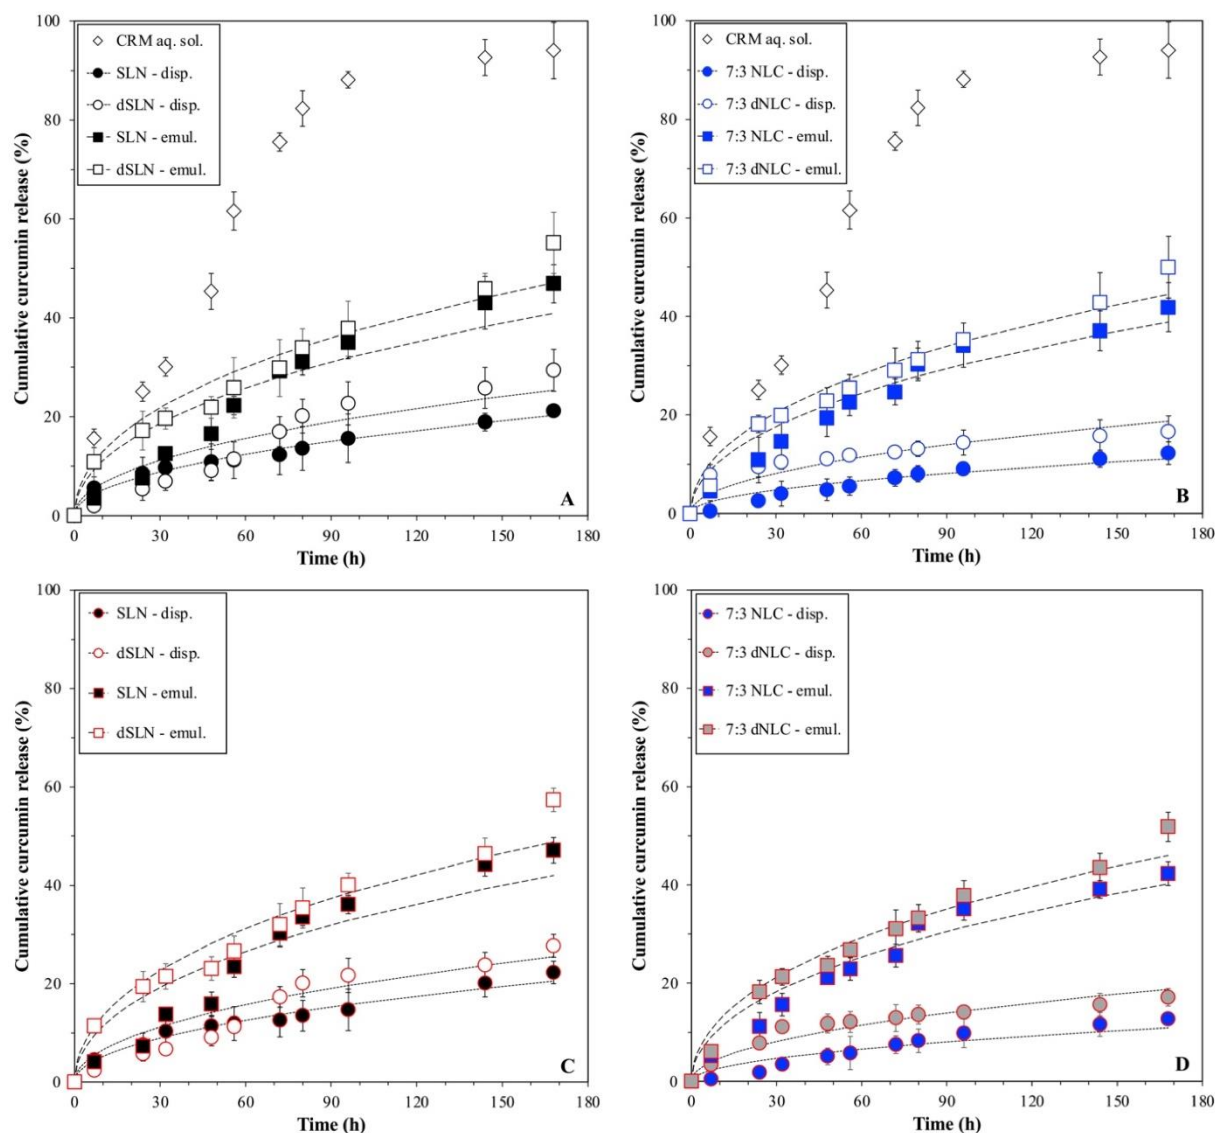 100
80
60
40
20
0
Cumulative curcumin release (%)
CRM aq. sol.
SLN - disp.
dSLN - disp.
SLN - emul.
dSLN - emul.
A
0 30 60 90 120 150 180
Time (h)
100
80
60
40
20
0
Cumulative curcumin release (%)
CRM aq. sol.
7:3 NLC - disp.
7:3 dNLC - disp.
7:3 NLC - emul.
7:3 dNLC - emul.
B
0 30 60 90 120 150 180
Time (h)
100
80
60
40
20
0
Cumulative curcumin release (%)
SLN - disp.
dSLN - disp.
SLN - emul.
dSLN - emul.
C
0 30 60 90 120 150 180
Time (h)
100
80
60
40
20
0
Cumulative curcumin release (%)
7:3 NLC - disp.
7:3 dNLC - disp.
7:3 NLC - emul.
7:3 dNLC - emul.
D
0 30 60 90 120 150 180
Time (h)